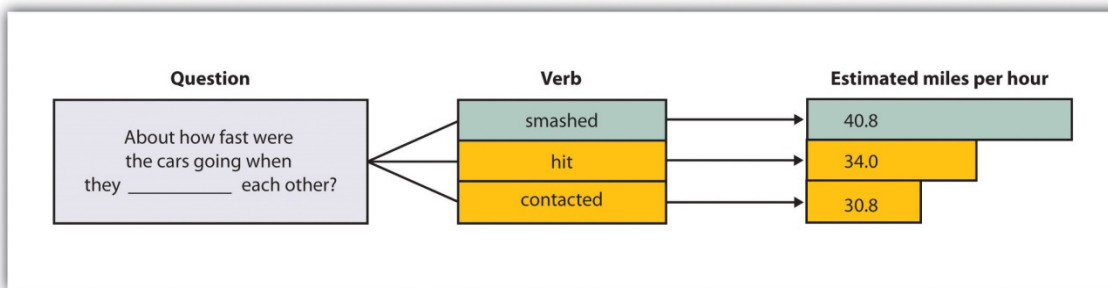 Question
About how fast were
the cars going when
they ___________ each other?
Verb
smashed
hit
contacted
Estimated miles per hour
40.8
34.0
30.8